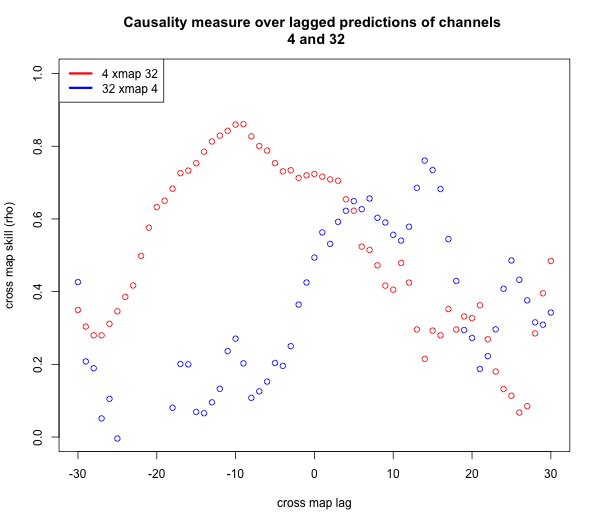 Causality measure over lagged predictions of channels
4 and 32
4 xmap 32
32 xmap 4
1.0
0.8
0.6
0.4
0.2
0.0
cross map skill (rho)
-30 -20 -10 0 10 20 30
cross map lag